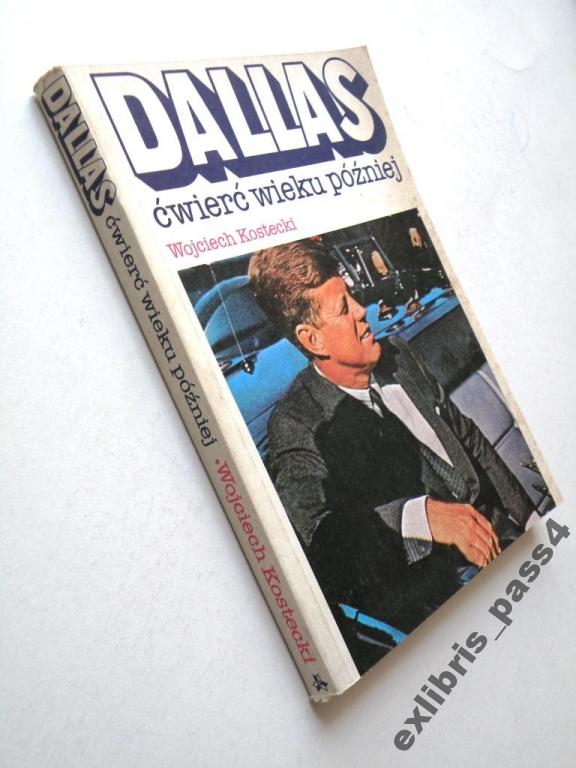 DALLAS
ćwierć wieku później
Wojciech Kostecki
DALLAS ćwierć wieku później •Wojciech Kostecki
exlibris_pass4